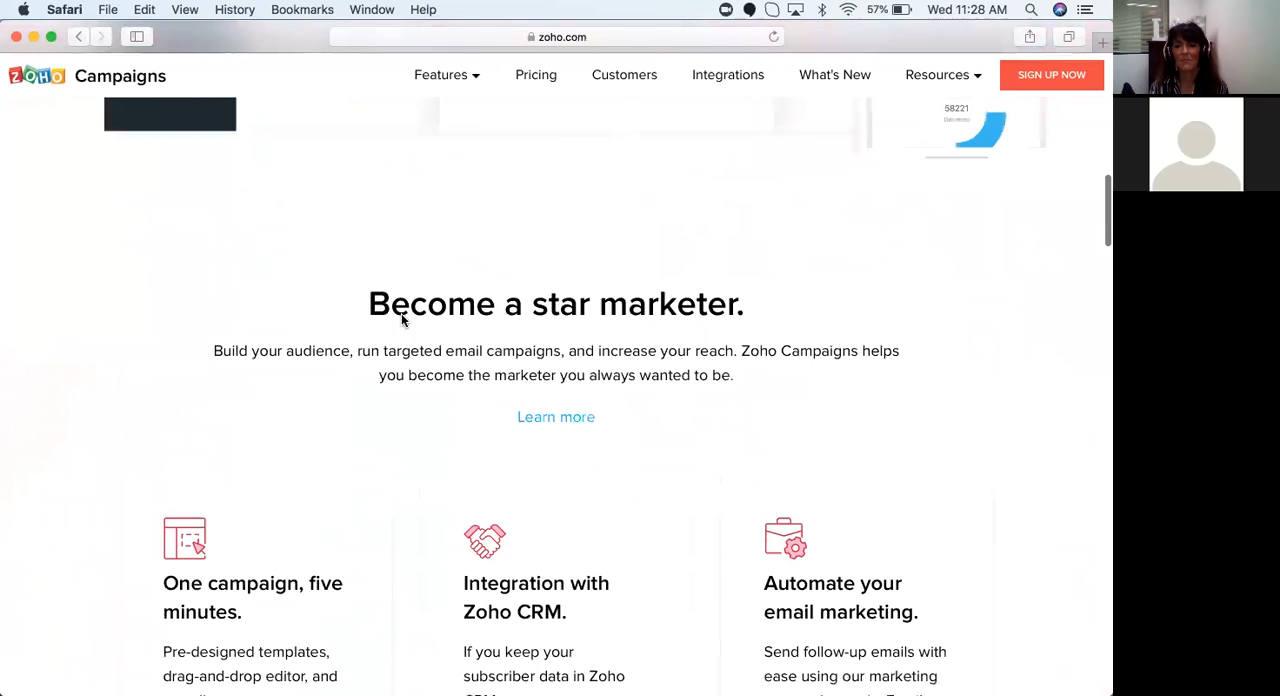 Safari File Edit View History Bookmarks Window Help 57% Wed 11:28 AM
zoho.com
ZOHO Campaigns Features Pricing Customers Integrations What's New Resources SIGN UP NOW
58221
Become a star marketer.
Build your audience, run targeted email campaigns, and increase your reach. Zoho Campaigns helps
you become the marketer you always wanted to be.
Learn more
One campaign, five
minutes.
Pre-designed templates,
drag-and-drop editor, and
Integration with
Zoho CRM.
If you keep your
subscriber data in Zoho
Automate your
email marketing.
Send follow-up emails with
ease using our marketing